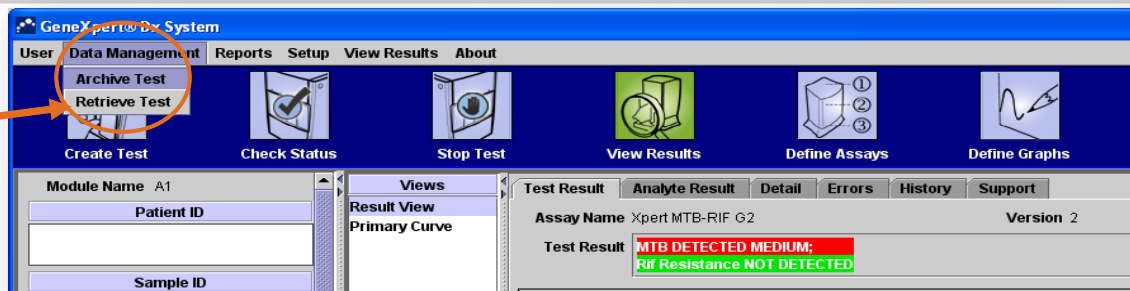 GeneXpert® Dx System
User Data Management Reports Setup View Results About
Archive Test
Retrieve Test
①
②
③
Create Test Check Status Stop Test View Results Define Assays Define Graphs
Module Name A1
Patient ID
Sample ID
Views
Result View
Primary Curve
Test Result Analyte Result Detail Errors History Support
Assay Name Xpert MTB-RIF G2 Version 2
Test Result MTB DETECTED MEDIUM;
Rif Resistance NOT DETECTED